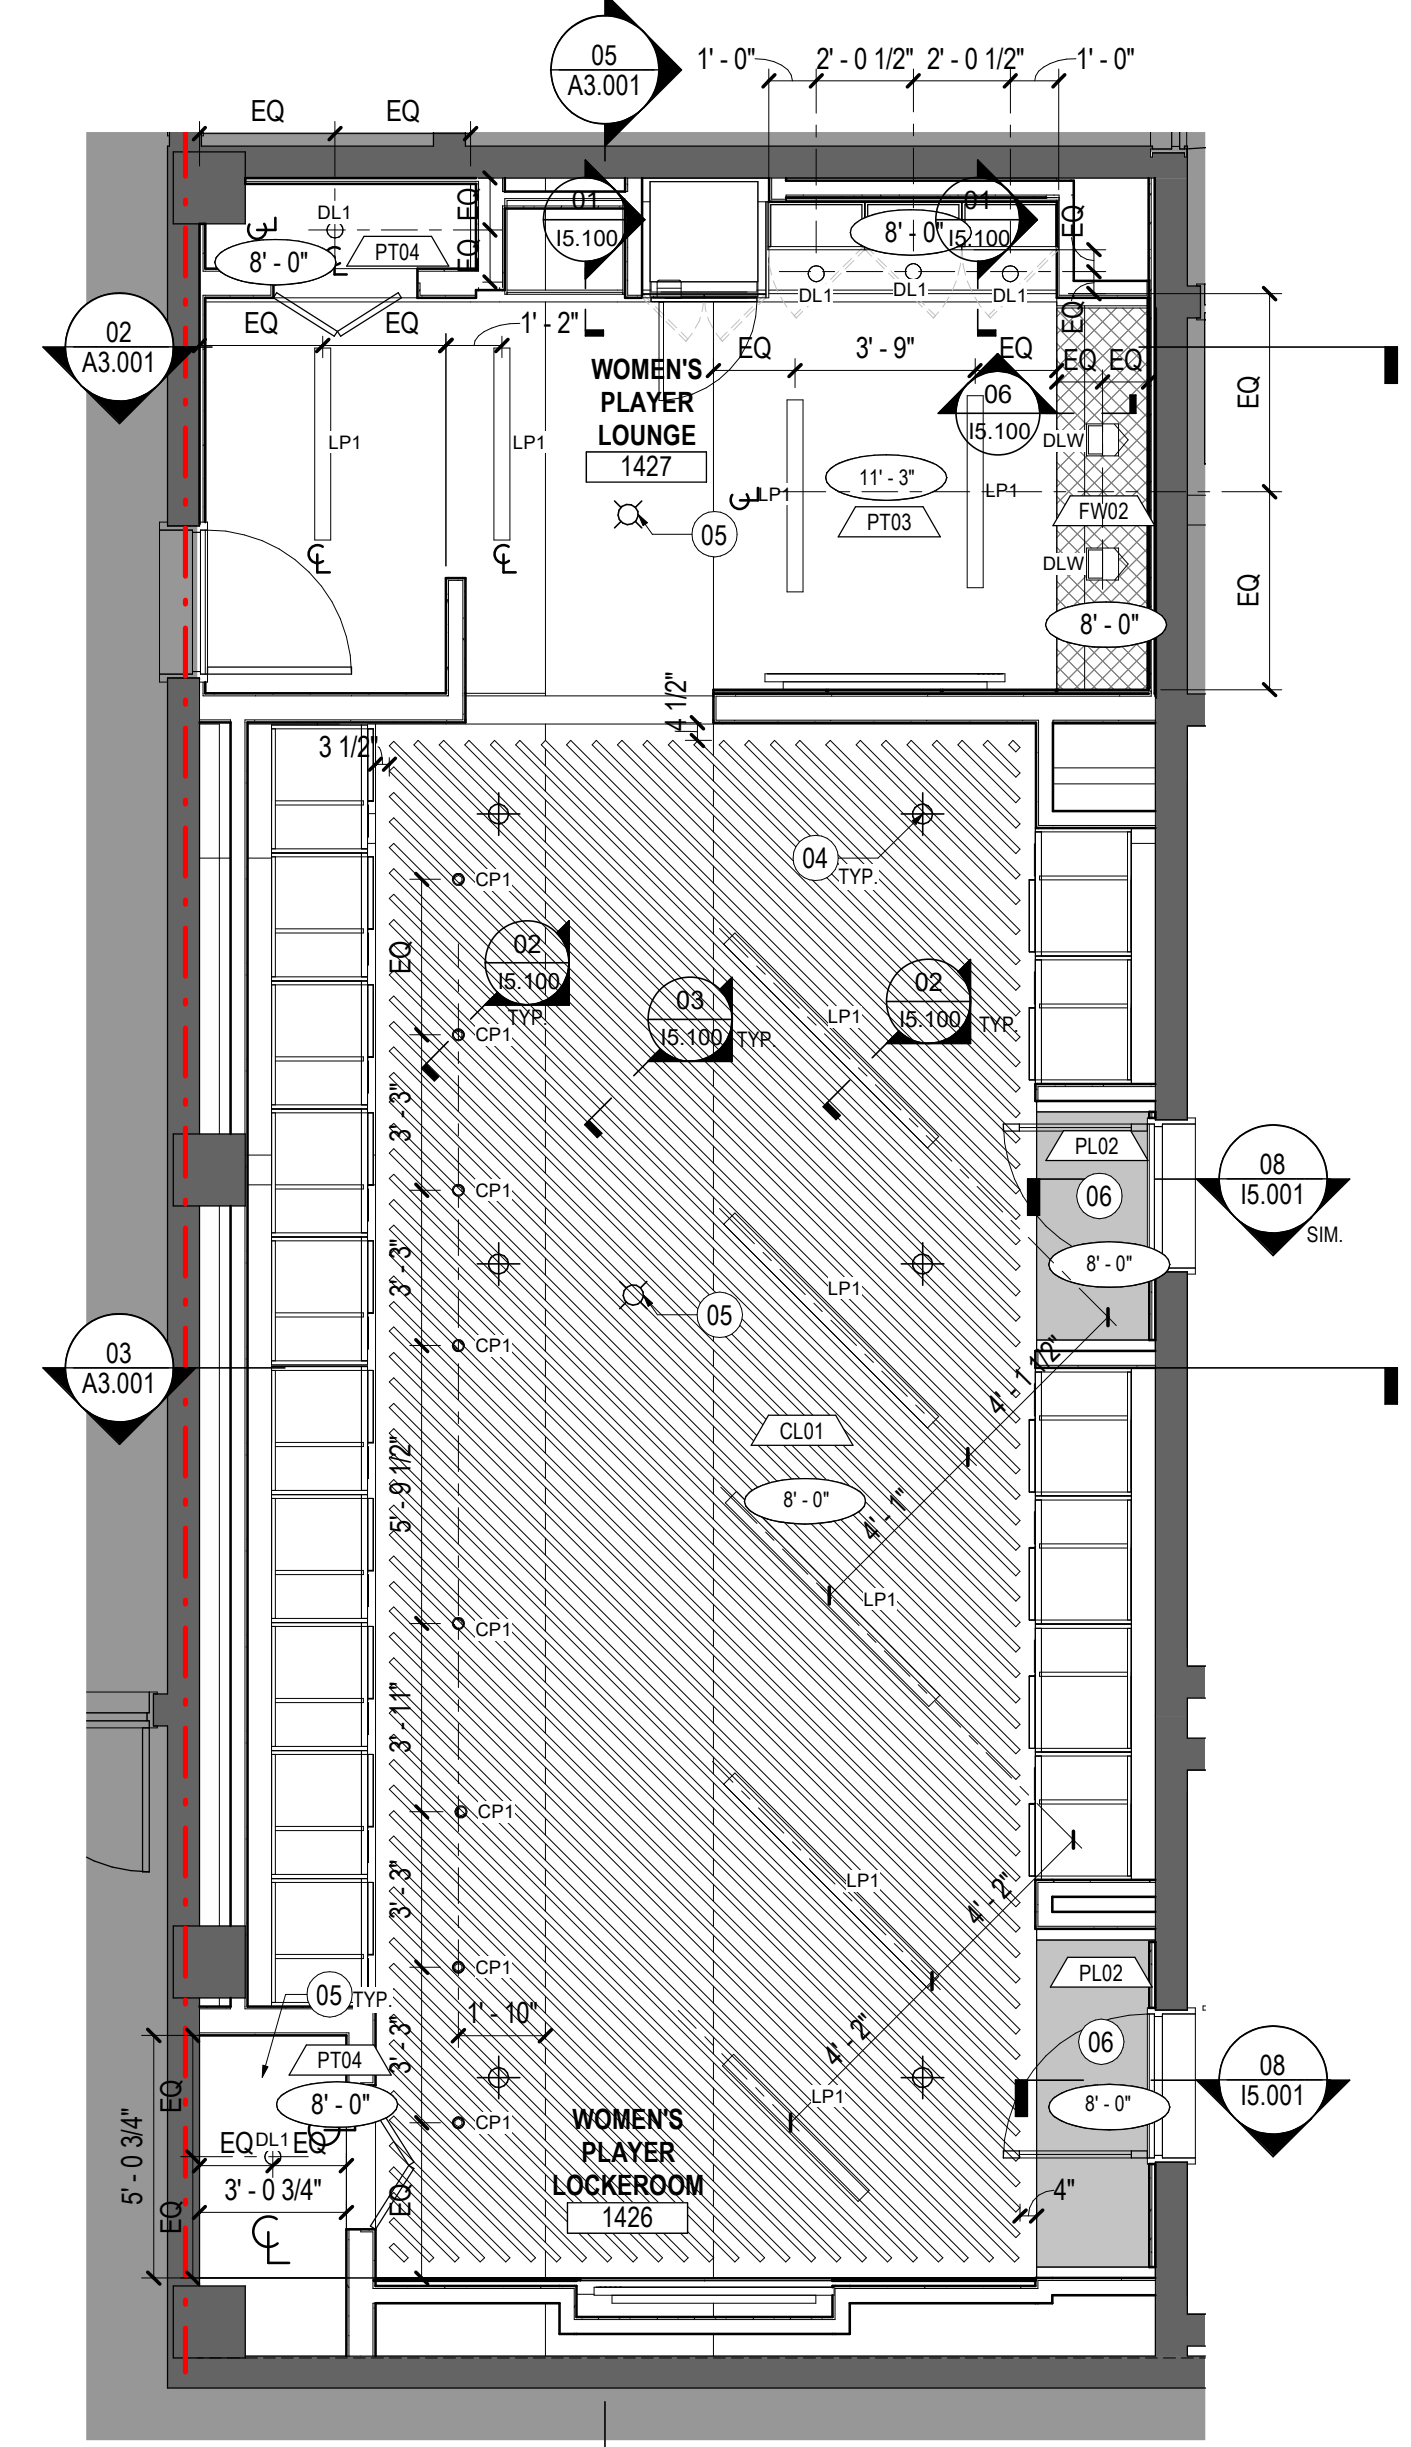 05
A3.001
1' - 0"
2' - 0 1/2"
2' - 0 1/2"
1' - 0"
EQ
EQ
DL1
EQ
EQ
PT04
8' - 0"
01
I5.100
8' - 0"
01
I5.100
EQ
EQ
DL1
DL1
DL1
02
A3.001
EQ
EQ
1' - 2"
WOMEN'S
PLAYER
LOUNGE
1427
EQ
3' - 9"
EQ
EQ
EQ
06
I5.100
EQ
EQ
LP1
LP1
LP1
LP1
DLW
DLW
11' - 3"
PT03
FW02
8' - 0"
05
4 1/2"
3 1/2"
04
TYP.
CP1
EQ
02
I5.100
TYP.
03
I5.100
TYP.
LP1
02
I5.100
TYP.
CP1
3' - 3"
PL02
06
8' - 0"
08
I5.001
SIM.
CP1
3' - 3"
LP1
05
CP1
03
A3.001
4' - 1 1/2"
CL01
8' - 0"
5' - 9 1/2"
4' - 1"
LP1
CP1
3' - 11"
CP1
LP1
3' - 3"
4' - 2"
CP1
PL02
06
8' - 0"
08
I5.001
05
TYP.
1' - 10"
3' - 3"
4' - 2"
PT04
8' - 0"
LP1
CP1
WOMEN'S
PLAYER
LOCKEROOM
1426
EQ
EQ
5' - 0 3/4"
EQ
DL1
EQ
3' - 0 3/4"
EQ
4"